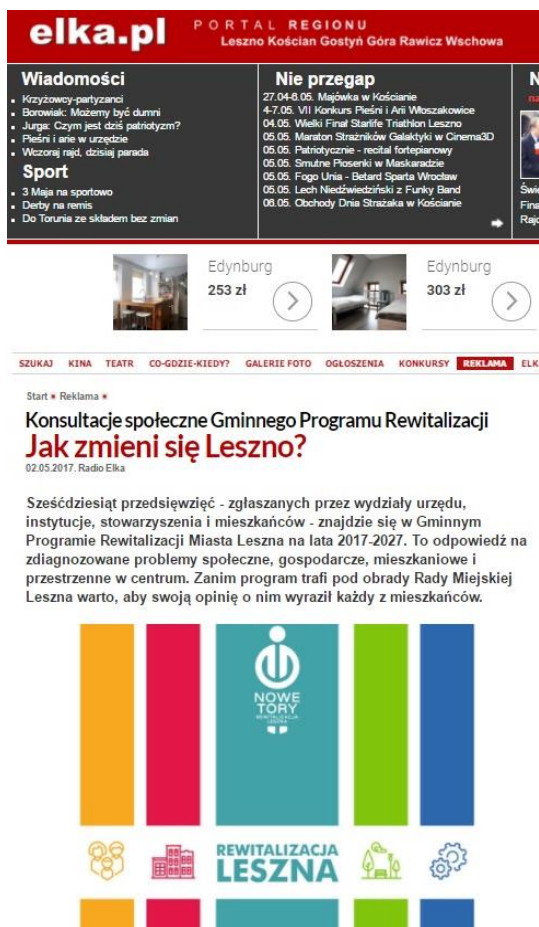 elka.pl
PORTAL REGIONU
Leszno Kościan Gostyń Góra Rawicz Wschowa
Wiadomości
Krzyżowcy-partyzanci
Borowiak: Możemy być dumni
Jurga: Czym jest dziś patriotyzm?
Pieśni i arie w urzędzie
Wczoraj rajd, dzisiaj parada
Sport
3 Maja na sportowo
Derby na remis
Do Torunia ze składem bez zmian
Nie przegap
27.04-6.05. Majówka w Kościanie
4-7.05. VII Konkurs Pieśni i Arii Włoszakowice
04.05. Wielki Finał Starlife Triathlon Leszno
05.05. Maraton Strażników Galaktyki w Cinema3D
05.05. Patriotycznie - recital fortepianowy
05.05. Smutne Piosenki w Maskaradzie
05.05. Fogo Unia - Betard Sparta Wrocław
05.05. Lech Niedźwiedziński z Funky Band
06.05. Obchody Dnia Strażaka w Kościanie
N
na
Świę
Fina
Rajd
Edynburg
253 zł
Edynburg
303 zł
SZUKAJ KINA TEATR CO-GDZIE-KIEDY? GALERIE FOTO OGŁOSZENIA KONKURSY REKLAMA ELK
Start Reklama
Konsultacje społeczne Gminnego Programu Rewitalizacji
Jak zmieni się Leszno?
02.05.2017. Radio Elka
Sześćdziesiąt przedsięwzięć - zgłaszanych przez wydziały urzędu,
instytucje, stowarzyszenia i mieszkańców - znajdzie się w Gminnym
Programie Rewitalizacji Miasta Leszna na lata 2017-2027. To odpowiedź na
zdiagnozowane problemy społeczne, gospodarcze, mieszkaniowe i
przestrzenne w centrum. Zanim program trafi pod obrady Rady Miejskiej
Leszna warto, aby swoją opinię o nim wyraził każdy z mieszkańców.
NOWE
TORY
REWITALIZACJA
LESZNA
REWITALIZACJA
LESZNA